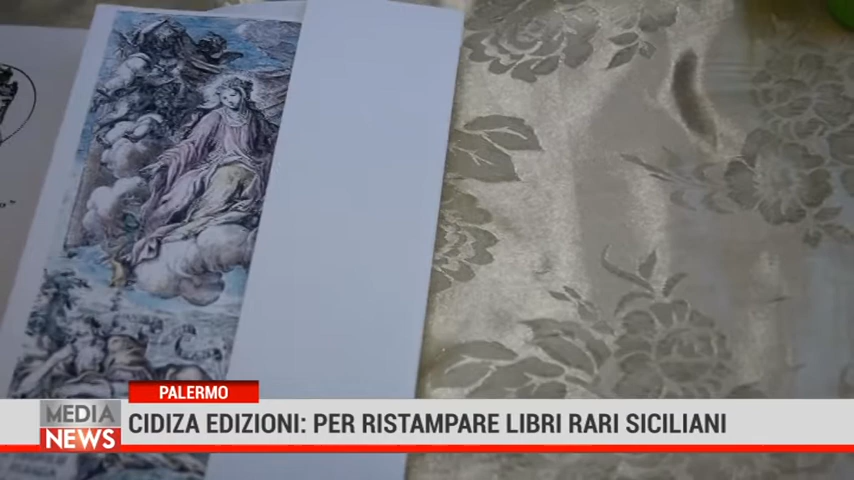 PALERMO
MEDIA
NEWS
CIDIZA EDIZIONI: PER RISTAMPARE LIBRI RARI SICILIANI